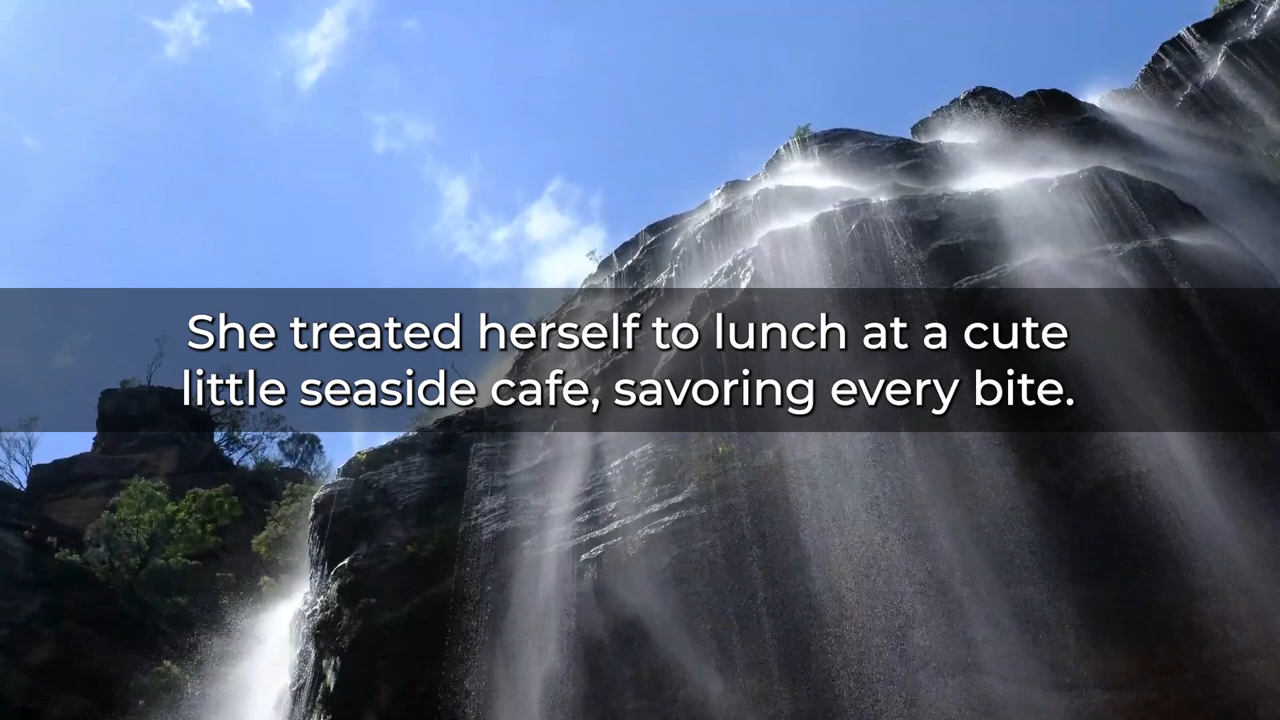 She treated herself to lunch at a cute
little seaside cafe, savoring every bite.